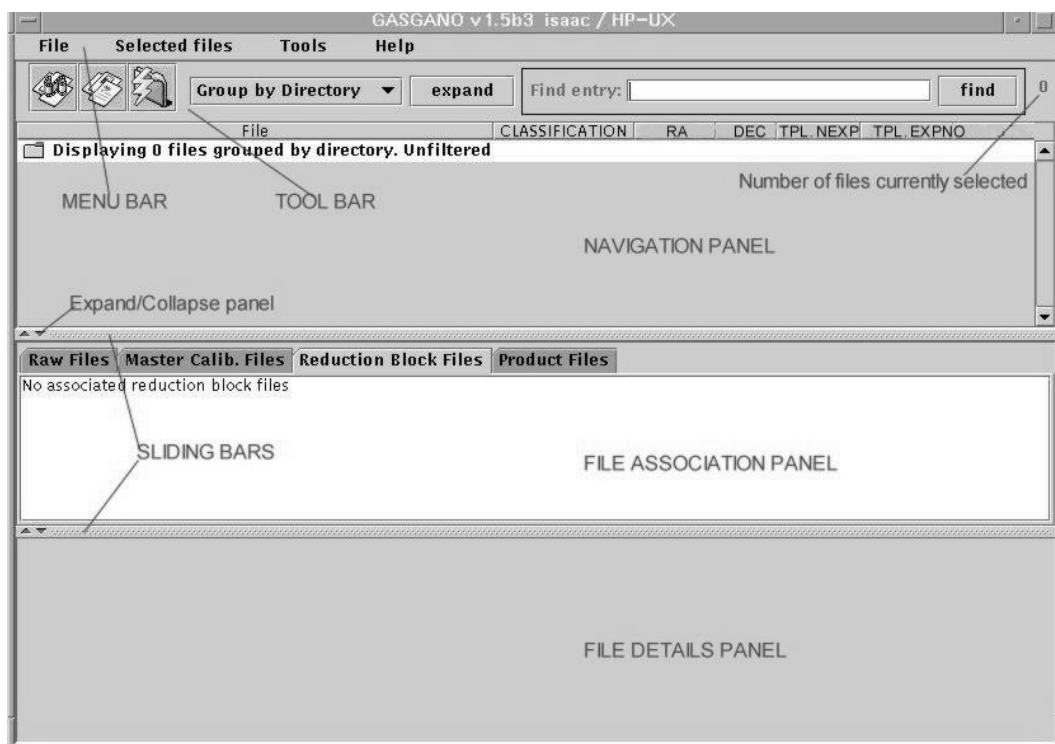 GASGANO v1.5b3 isaac / HP-UX
File Selected files Tools Help
Group by Directory expand Find entry: find 0
File CLASSIFICATION RA DEC TPL.NEXP TPL.EXPNO
Displaying 0 files grouped by directory. Unfiltered
Number of files currently selected
MENU BAR TOOL BAR
NAVIGATION PANEL
Expand/Collapse panel
Raw Files Master Calib. Files Reduction Block Files Product Files
No associated reduction block files
SLIDING BARS
FILE ASSOCIATION PANEL
FILE DETAILS PANEL